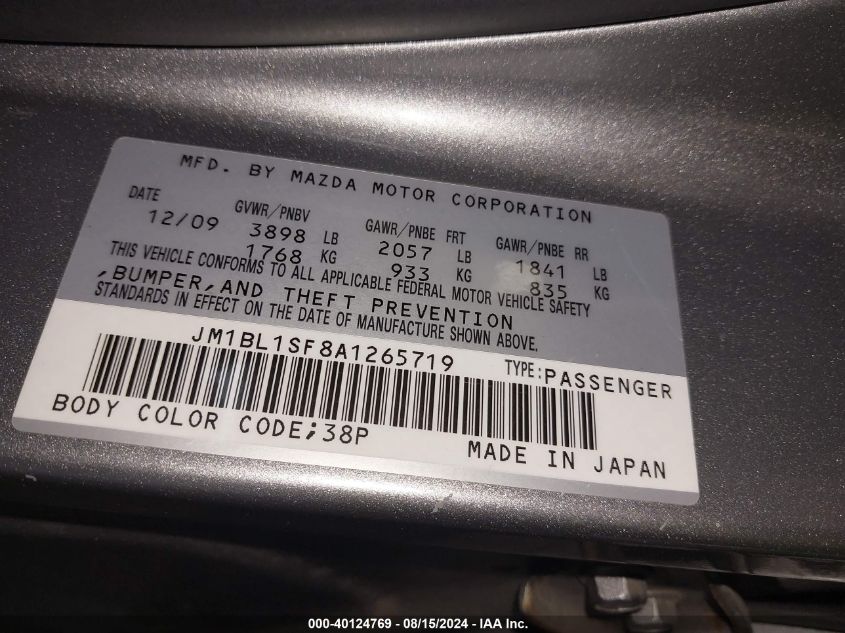 MFD. BY MAZDA MOTOR CORPORATION
DATE GVWR/PNBV GAWR/PNBE FRT GAWR/PNBE RR
12/09 3898 LB 2057 LB 1841 LB
1768 KG 933 KG 835 KG
THIS VEHICLE CONFORMS TO ALL APPLICABLE FEDERAL MOTOR VEHICLE SAFETY
,BUMPER,AND THEFT PREVENTION
STANDARDS IN EFFECT ON THE DATE OF MANUFACTURE SHOWN ABOVE.
JM1BL1SF8A1265719 TYPE:PASSENGER
BODY COLOR CODE;38P MADE IN JAPAN
000-40124769 - 08/15/2024 - IAA Inc.